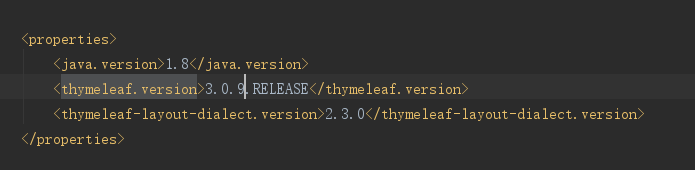 <properties>
<java.version>1.8</java.version>
<thymeleaf.version>3.0.9.RELEASE</thymeleaf.version>
<thymeleaf-layout-dialect.version>2.3.0</thymeleaf-layout-dialect.version>
</properties>